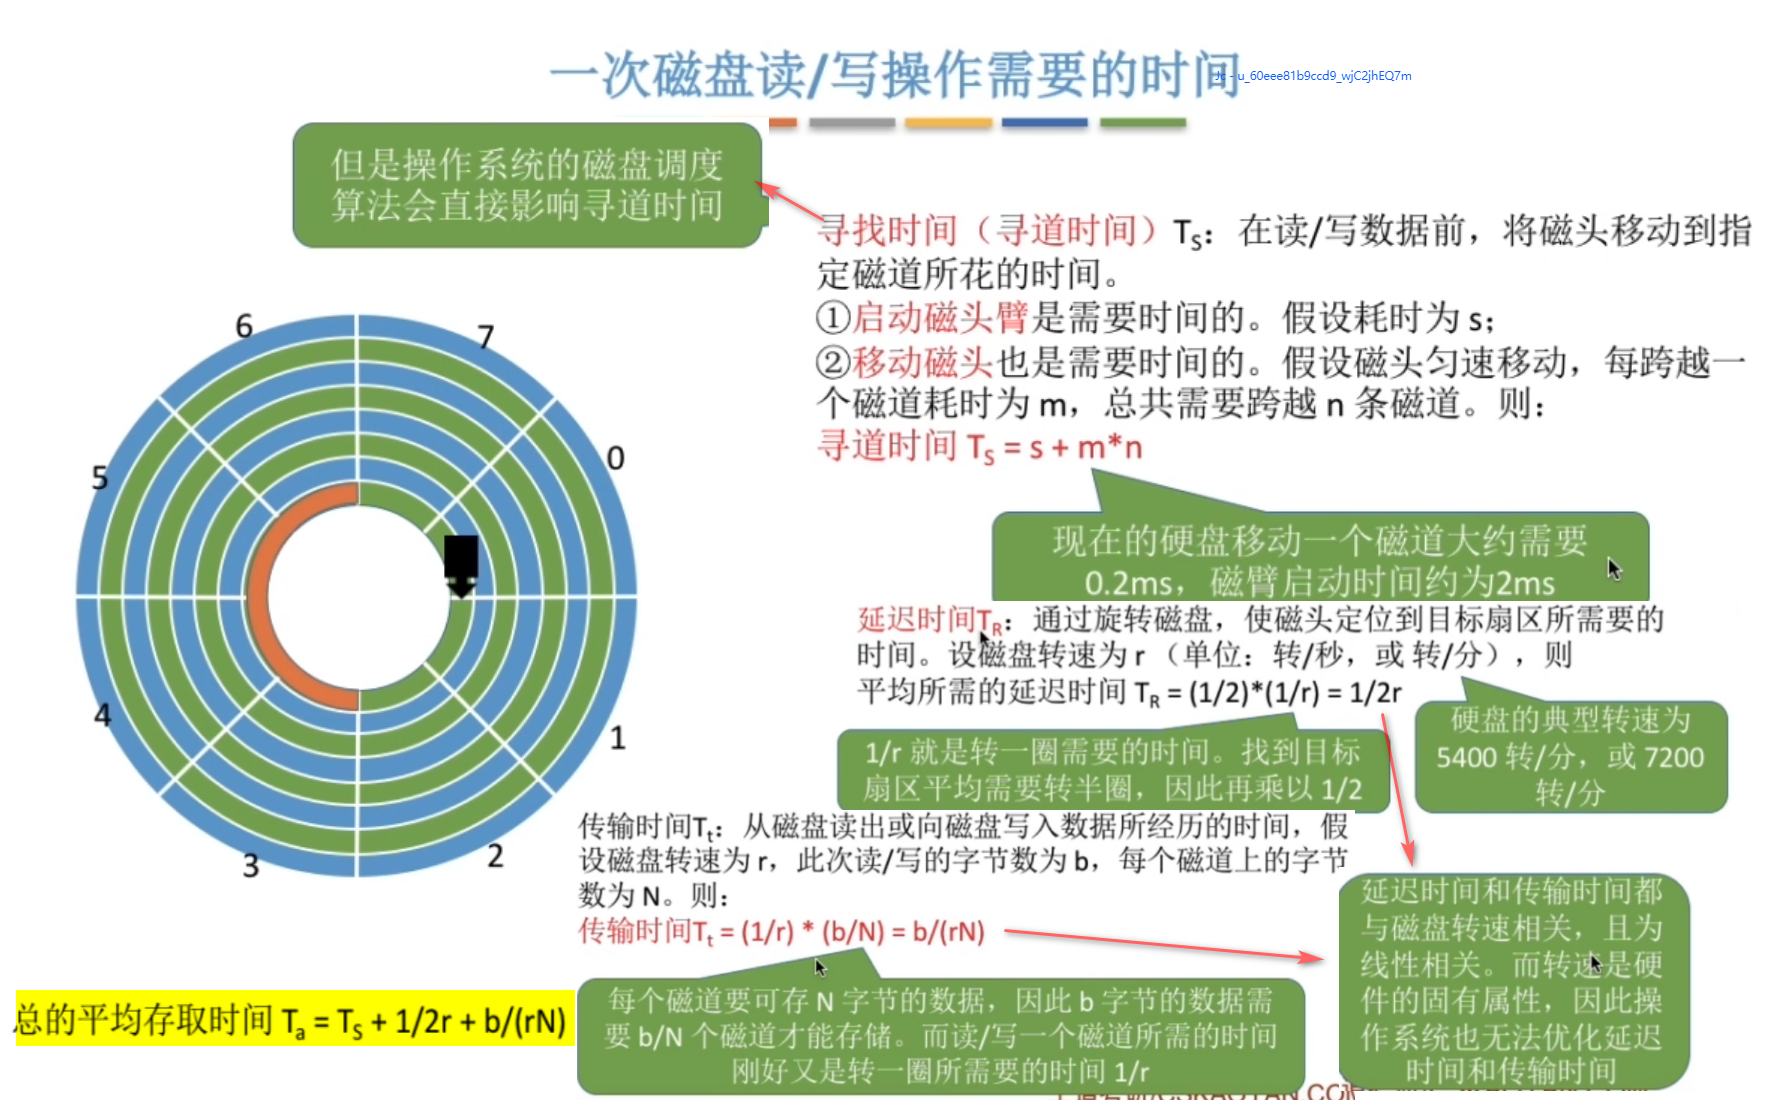 一次磁盘读/写操作需要的时间
Jc - u_60eee81b9ccd9_wjC2jhEQ7m
但是操作系统的磁盘调度
算法会直接影响寻道时间
寻找时间（寻道时间）TS：在读/写数据前，将磁头移动到指
定磁道所花的时间。
①启动磁头臂是需要时间的。假设耗时为 s；
②移动磁头也是需要时间的。假设磁头匀速移动，每跨越一
个磁道耗时为 m，总共需要跨越 n 条磁道。则：
寻道时间 TS = s + m*n
现在的硬盘移动一个磁道大约需要
0.2ms，磁臂启动时间约为2ms
6
7
5
0
4
1
3
2
延迟时间TR：通过旋转磁盘，使磁头定位到目标扇区所需要的
时间。设磁盘转速为 r （单位：转/秒，或 转/分），则
平均所需的延迟时间 TR = (1/2)*(1/r) = 1/2r
1/r 就是转一圈需要的时间。找到目标
扇区平均需要转半圈，因此再乘以 1/2
硬盘的典型转速为
5400 转/分，或 7200
转/分
传输时间Tt：从磁盘读出或向磁盘写入数据所经历的时间，假
设磁盘转速为 r，此次读/写的字节数为 b，每个磁道上的字节
数为 N。则：
传输时间Tt = (1/r) * (b/N) = b/(rN)
每个磁道要可存 N 字节的数据，因此 b 字节的数据需
要 b/N 个磁道才能存储。而读/写一个磁道所需的时间
刚好又是转一圈所需要的时间 1/r
延迟时间和传输时间都
与磁盘转速相关，且为
线性相关。而转速是硬
件的固有属性，因此操
作系统也无法优化延迟
时间和传输时间
总的平均存取时间 Ta = TS + 1/2r + b/(rN)